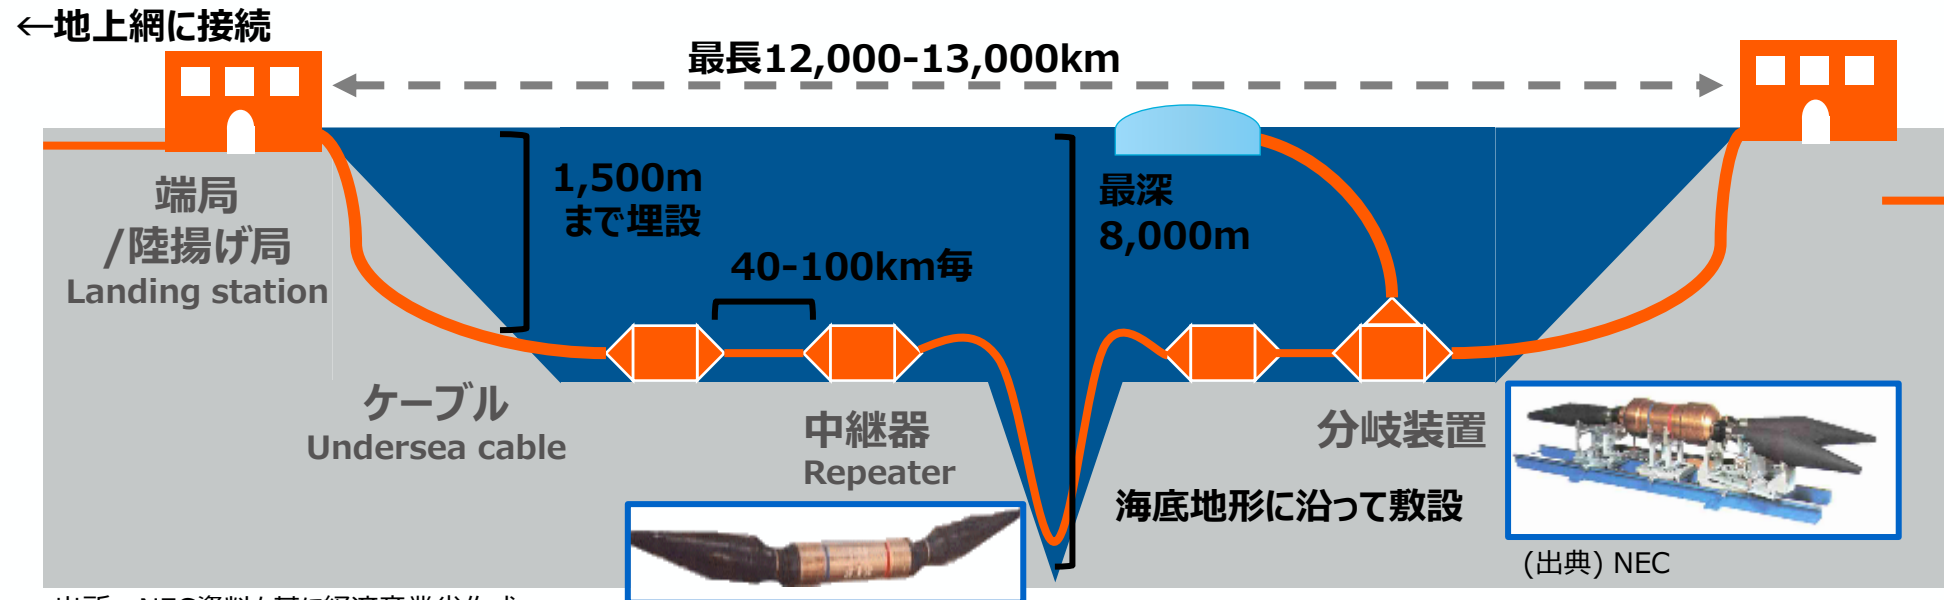 ←地上網に接続
最長12,000-13,000km
1,500m
まで埋設
最深
8,000m
40-100km毎
端局
/陸揚げ局
Landing station
ケーブル
Undersea cable
中継器
Repeater
分岐装置
海底地形に沿って敷設
(出典) NEC